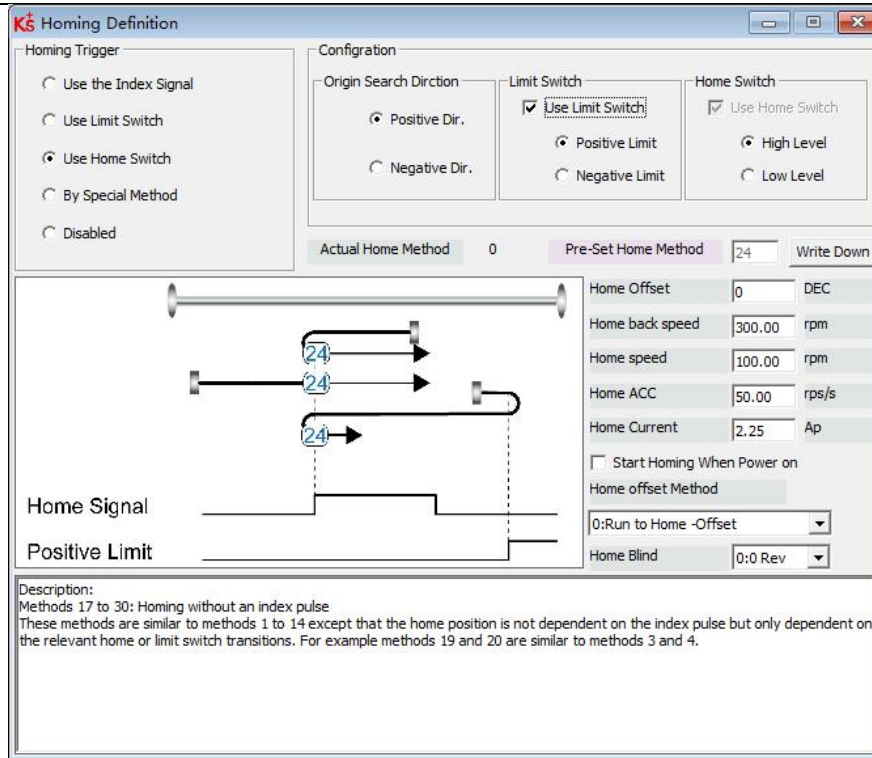 KS+ Homing Definition
Homing Trigger
Use the Index Signal
Use Limit Switch
Use Home Switch
By Special Method
Disabled
Configration
Origin Search Dirction
Positive Dir.
Negative Dir.
Limit Switch
Use Limit Switch
Positive Limit
Negative Limit
Home Switch
Use Home Switch
High Level
Low Level
Actual Home Method 0 Pre-Set Home Method 24 Write Down
24
24
24
Home Signal
Positive Limit
Home Offset 0 DEC
Home back speed 300.00 rpm
Home speed 100.00 rpm
Home ACC 50.00 rps/s
Home Current 2.25 Ap
Start Homing When Power on
Home offset Method
0:Run to Home -Offset
Home Blind 0:0 Rev
Description:
Methods 17 to 30: Homing without an index pulse
These methods are similar to methods 1 to 14 except that the home position is not dependent on the index pulse but only dependent on
the relevant home or limit switch transitions. For example methods 19 and 20 are similar to methods 3 and 4.